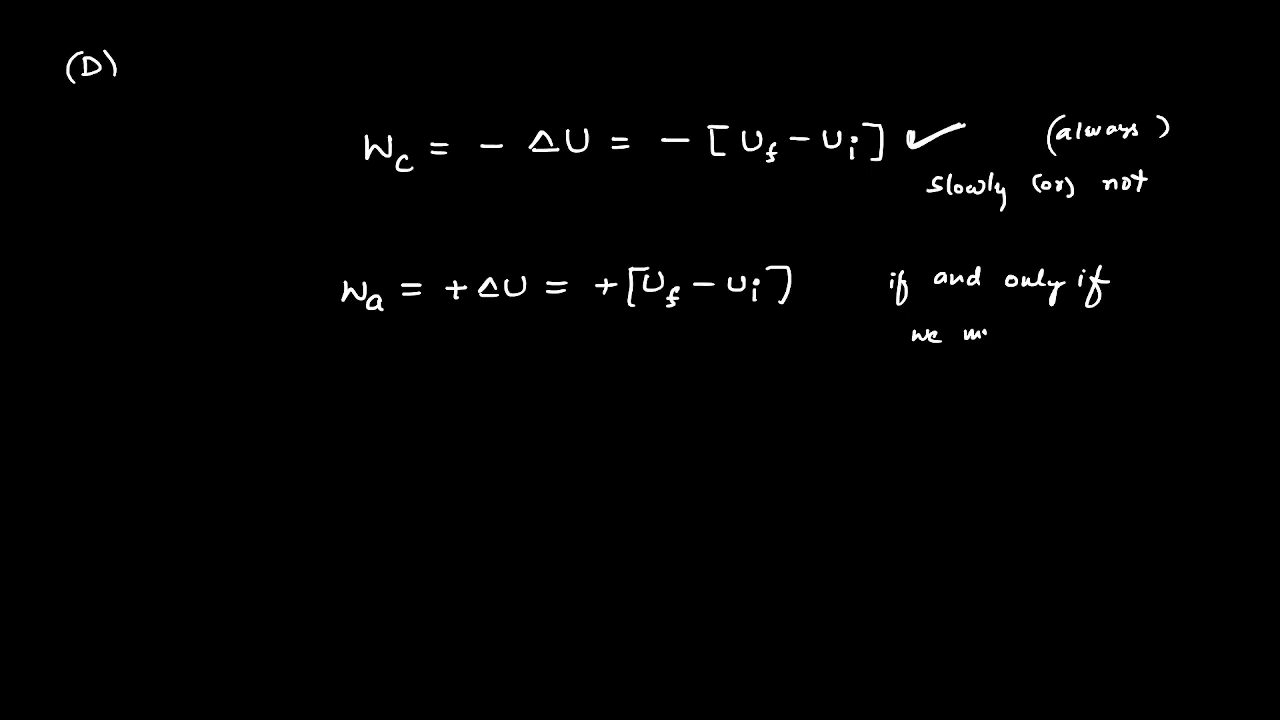 (D)
W_c = - ΔU = - [U_f - U_i] ✓ (always)
slowly (or) not
W_a = + ΔU = + [U_f - U_i] if and only if
we